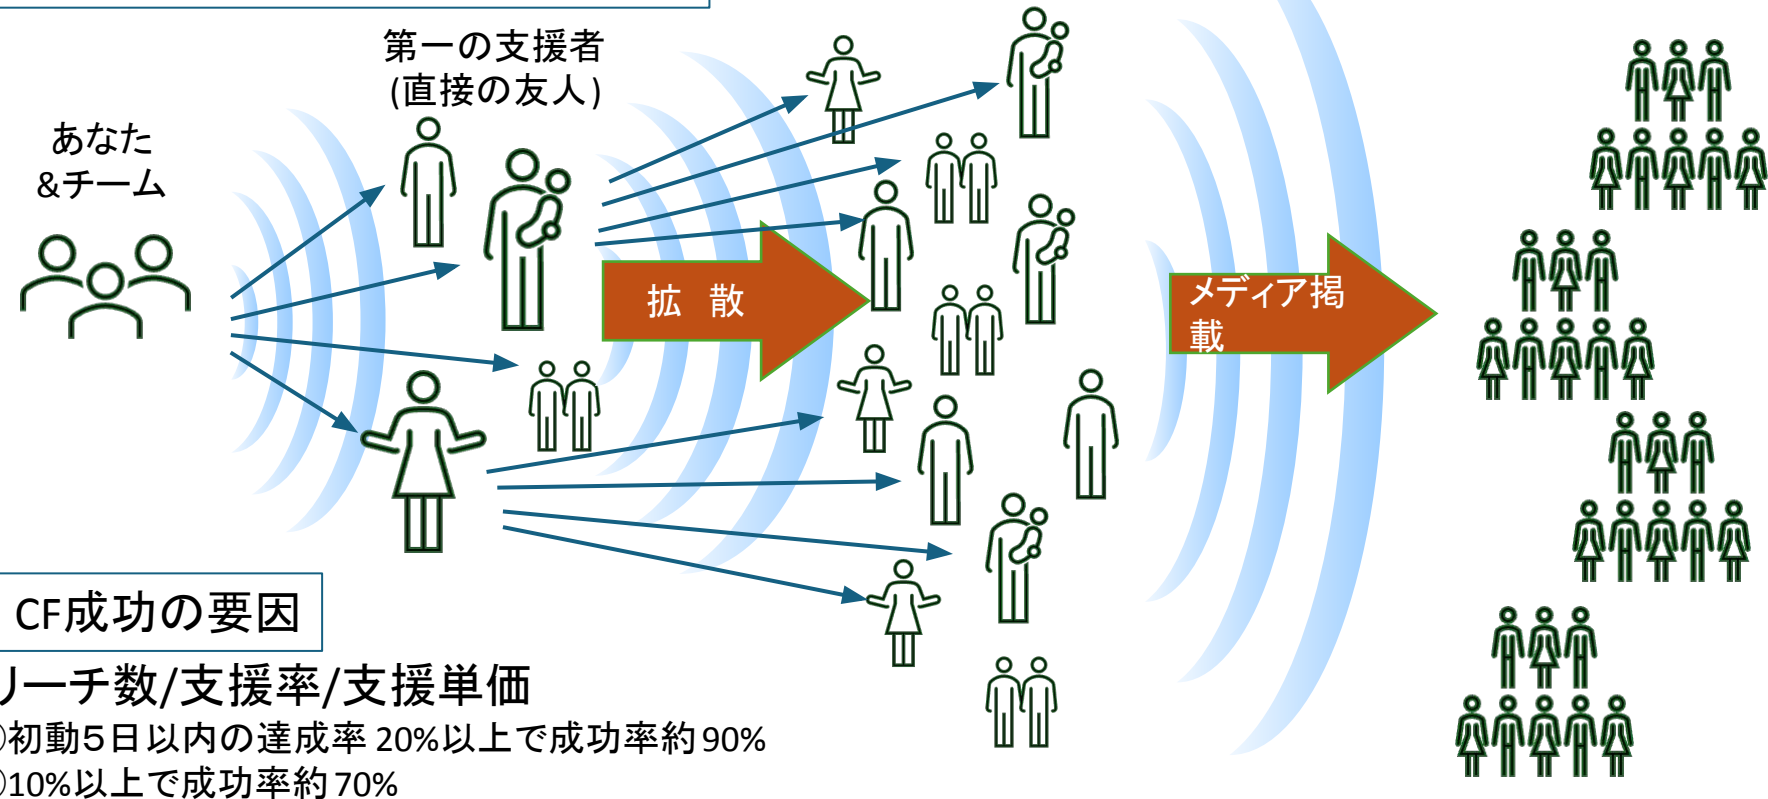 第一の支援者
(直接の友人)
あなた
&チーム
拡 散
メディア掲
載
CF成功の要因
リーチ数/支援率/支援単価
初動5日以内の達成率20%以上で成功率約90%
10%以上で成功率約70%